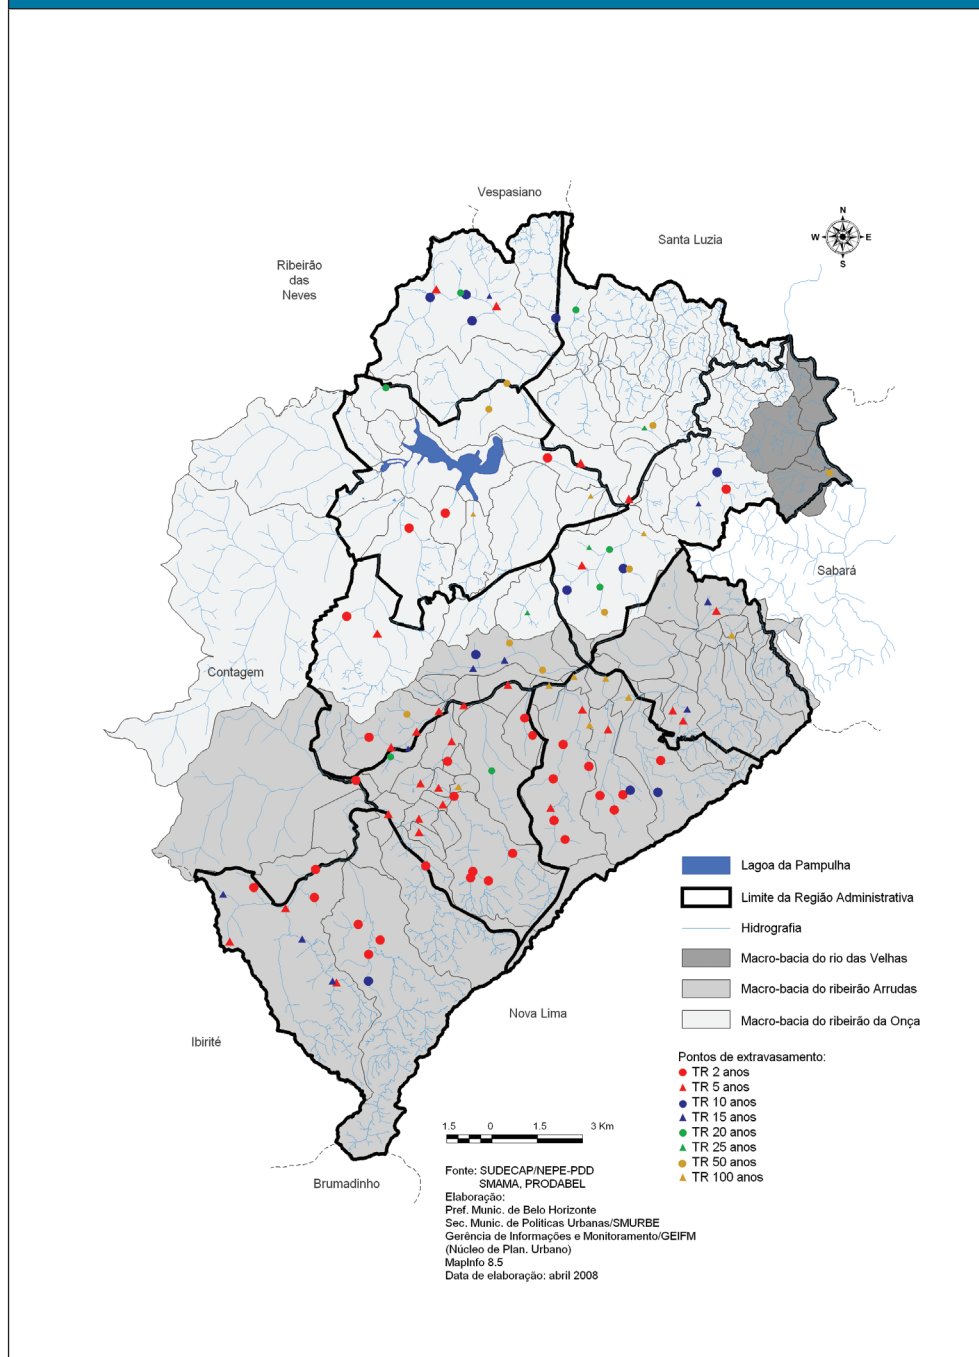 Vespasiano
Santa Luzia
Ribeirão
das
Neves
N
W
E
S
Sabará
Contagem
Nova Lima
Ibirité
Brumadinho
Lagoa da Pampulha
Limite da Região Administrativa
Hidrografia
Macro-bacia do rio das Velhas
Macro-bacia do ribeirão Arrudas
Macro-bacia do ribeirão da Onça
Pontos de extravasamento:
TR 2 anos
TR 5 anos
TR 10 anos
TR 15 anos
TR 20 anos
TR 25 anos
TR 50 anos
TR 100 anos
1.5 0 1.5 3 Km
Fonte: SUDECAP/NEPE-PDD
SMAMA, PRODABEL
Elaboração:
Pref. Munic. de Belo Horizonte
Sec. Munic. de Politicas Urbanas/SMURBE
Gerência de Informações e Monitoramento/GEIFM
(Núcleo de Plan. Urbano)
MapInfo 8.5
Data de elaboração: abril 2008